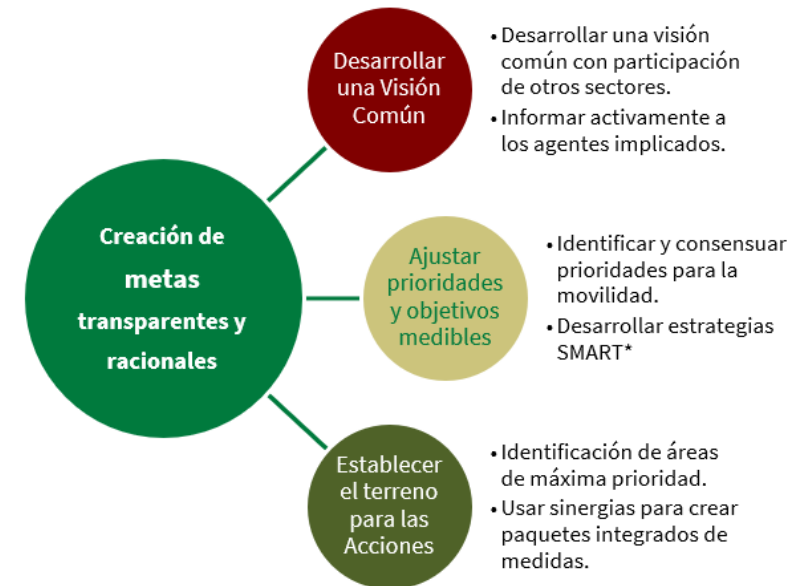 Desarrollar
una Visión
Común
• Desarrollar una visión
común con participación
de otros sectores.
• Informar activamente a
los agentes implicados.
Creación de
metas
transparentes y
racionales
Ajustar
prioridades
y objetivos
medibles
• Identificar y consensuar
prioridades para la
movilidad.
• Desarrollar estrategias
SMART*
Establecer
el terreno
para las
Acciones
• Identificación de áreas
de máxima prioridad.
• Usar sinergias para crear
paquetes integrados de
medidas.